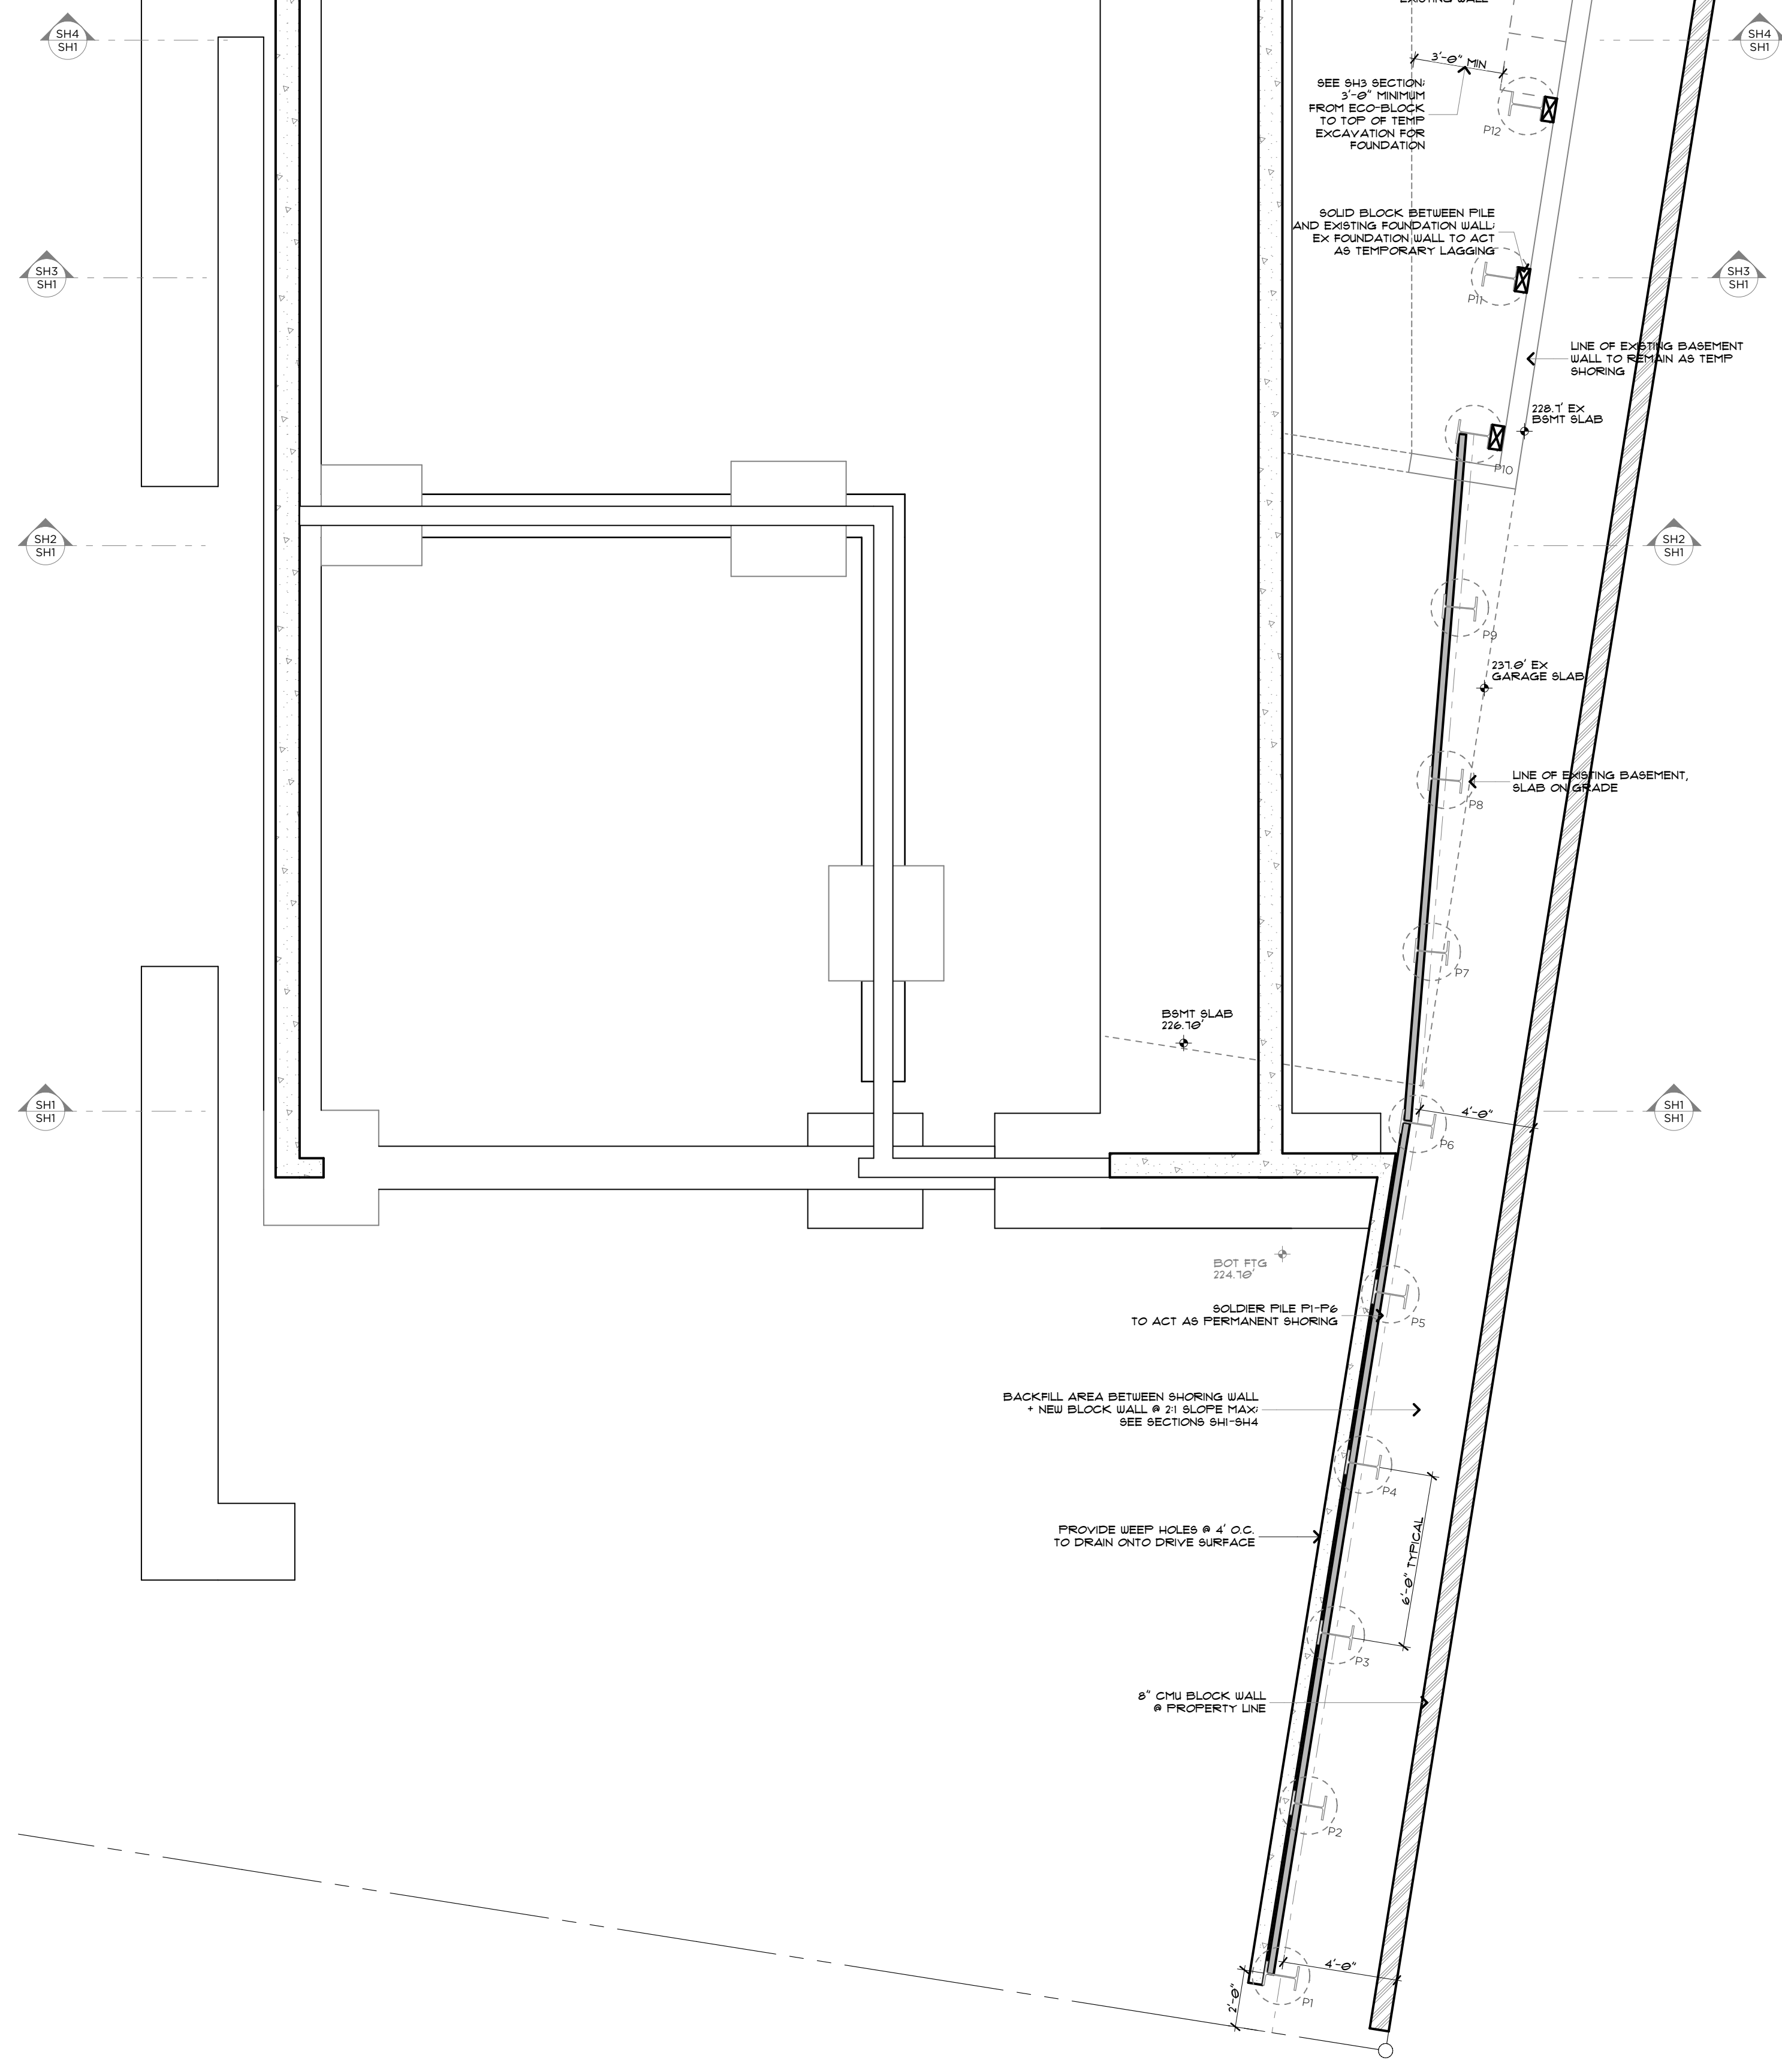 EXISTING WALL
SH4
SH1
SH4
SH1
3'-0" MIN
SEE SH3 SECTION:
3'-0" MINIMUM
FROM ECO-BLOCK
TO TOP OF TEMP
EXCAVATION FOR
FOUNDATION
P12
SOLID BLOCK BETWEEN PILE
AND EXISTING FOUNDATION WALL;
EX FOUNDATION WALL TO ACT
AS TEMPORARY LAGGING
SH3
SH1
SH3
SH1
P11
LINE OF EXISTING BASEMENT
WALL TO REMAIN AS TEMP
SHORING
228.7' EX
BSMT SLAB
P10
SH2
SH1
SH2
SH1
P9
237.0' EX
GARAGE SLAB
LINE OF EXISTING BASEMENT,
SLAB ON GRADE
P8
P7
BSMT SLAB
226.70'
SH1
SH1
SH1
SH1
4'-0"
P6
BOT FTG
224.70'
SOLDIER PILE P1-P6
TO ACT AS PERMANENT SHORING
P5
BACKFILL AREA BETWEEN SHORING WALL
+ NEW BLOCK WALL @ 2:1 SLOPE MAX;
SEE SECTIONS SH1-SH4
P4
PROVIDE WEEP HOLES @ 4' O.C.
TO DRAIN ONTO DRIVE SURFACE
6'-0" TYPICAL
P3
8" CMU BLOCK WALL
@ PROPERTY LINE
P2
4'-0"
2'-0"
P1